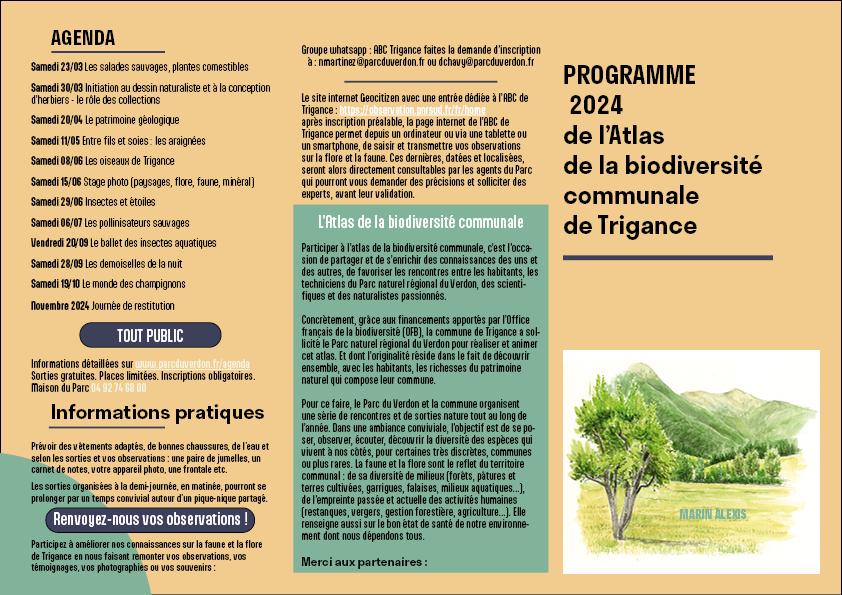 AGENDA
Samedi 23/03 Les salades sauvages, plantes comestibles
Samedi 30/03 Initiation au dessin naturaliste et à la conception
d'herbiers - le rôle des collections
Samedi 20/04 Le patrimoine géologique
Samedi 11/05 Entre fils et soies : les araignées
Samedi 08/06 Les oiseaux de Trigance
Samedi 15/06 Stage photo (paysages, flore, faune, minéral)
Samedi 29/06 Insectes et étoiles
Samedi 06/07 Les pollinisateurs sauvages
Vendredi 20/09 Le ballet des insectes aquatiques
Samedi 28/09 Les demoiselles de la nuit
Samedi 19/10 Le monde des champignons
Novembre 2024 Journée de restitution
TOUT PUBLIC
Informations détaillées sur www.parcduverdon.fr/agenda
Sorties gratuites. Places limitées. Inscriptions obligatoires.
Maison du Parc 04 92 74 68 00
Informations pratiques
Prévoir des vêtements adaptés, de bonnes chaussures, de l'eau et
selon les sorties et vos observations : une paire de jumelles, un
carnet de notes, votre appareil photo, une frontale etc.
Les sorties organisées à la demi-journée, en matinée, pourront se
prolonger par un temps convivial autour d'un pique-nique partagé.
Renvoyez-nous vos observations !
Participez à améliorer nos connaissances sur la faune et la flore
de Trigance en nous faisant remonter vos observations, vos
témoignages, vos photographies ou vos souvenirs :
Groupe whatsapp : ABC Trigance faites la demande d'inscription
à : nmartinez@parcduverdon.fr ou dchavy@parcduverdon.fr
Le site internet Geocitizen avec une entrée dédiée à l'ABC de
Trigance : https://observation.pnrsud.fr/fr/home
après inscription préalable, la page internet de l'ABC de
Trigance permet depuis un ordinateur ou via une tablette ou
un smartphone, de saisir et transmettre vos observations
sur la flore et la faune. Ces dernières, datées et localisées,
seront alors directement consultables par les agents du Parc
qui pourront vous demander des précisions et solliciter des
experts, avant leur validation.
L'Atlas de la biodiversité communale
Participer à l'atlas de la biodiversité communale, c'est l'occa-
sion de partager et de s'enrichir des connaissances des uns et
des autres, de favoriser les rencontres entre les habitants, les
techniciens du Parc naturel régional du Verdon, des scienti-
fiques et des naturalistes passionnés.
Concrètement, grâce aux financements apportés par l'Office
français de la biodiversité (OFB), la commune de Trigance a sol-
licité le Parc naturel régional du Verdon pour réaliser et animer
cet atlas. Et dont l'originalité réside dans le fait de découvrir
ensemble, avec les habitants, les richesses du patrimoine
naturel qui compose leur commune.
Pour ce faire, le Parc du Verdon et la commune organisent
une série de rencontres et de sorties nature tout au long de
l'année. Dans une ambiance conviviale, l'objectif est de se po-
ser, observer, écouter, découvrir la diversité des espèces qui
vivent à nos côtés, pour certaines très discrètes, communes
ou plus rares. La faune et la flore sont le reflet du territoire
communal : de sa diversité de milieux (forêts, pâtures et
terres cultivées, garrigues, falaises, milieux aquatiques...),
de l'empreinte passée et actuelle des activités humaines
(restanques, vergers, gestion forestière, agriculture...). Elle
renseigne aussi sur le bon état de santé de notre environne-
ment dont nous dépendons tous.
Merci aux partenaires :
PROGRAMME
2024
de l'Atlas
de la biodiversité
communale
de Trigance
MARIN ALEXIS